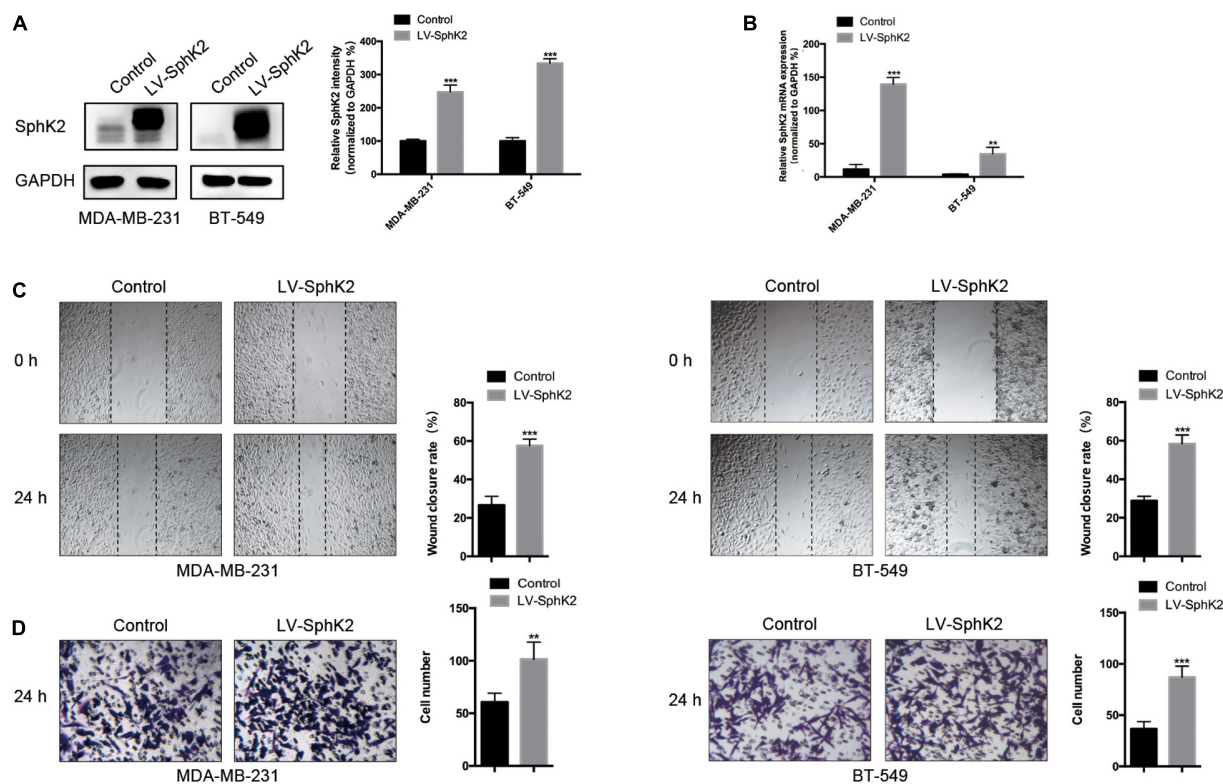 A
Control
LV-SphK2
Control
LV-SphK2
SphK2
GAPDH
MDA-MB-231
BT-549
Control
LV-SphK2
Relative SphK2 intensity
(normalized to GAPDH %)
400
300
200
100
0
***
***
MDA-MB-231
BT-549
B
Control
LV-SphK2
Relative SphK2 mRNA expression
(normalized to GAPDH %)
200
150
100
50
0
***
**
MDA-MB-231
BT-549
C
Control
LV-SphK2
0 h
24 h
MDA-MB-231
Control
LV-SphK2
Wound closure rate (%)
80
60
40
20
0
***
Control
LV-SphK2
0 h
24 h
BT-549
Control
LV-SphK2
Wound closure rate (%)
80
60
40
20
0
***
D
Control
LV-SphK2
24 h
MDA-MB-231
Control
LV-SphK2
Cell number
150
100
50
0
**
Control
LV-SphK2
24 h
BT-549
Control
LV-SphK2
Cell number
150
100
50
0
***